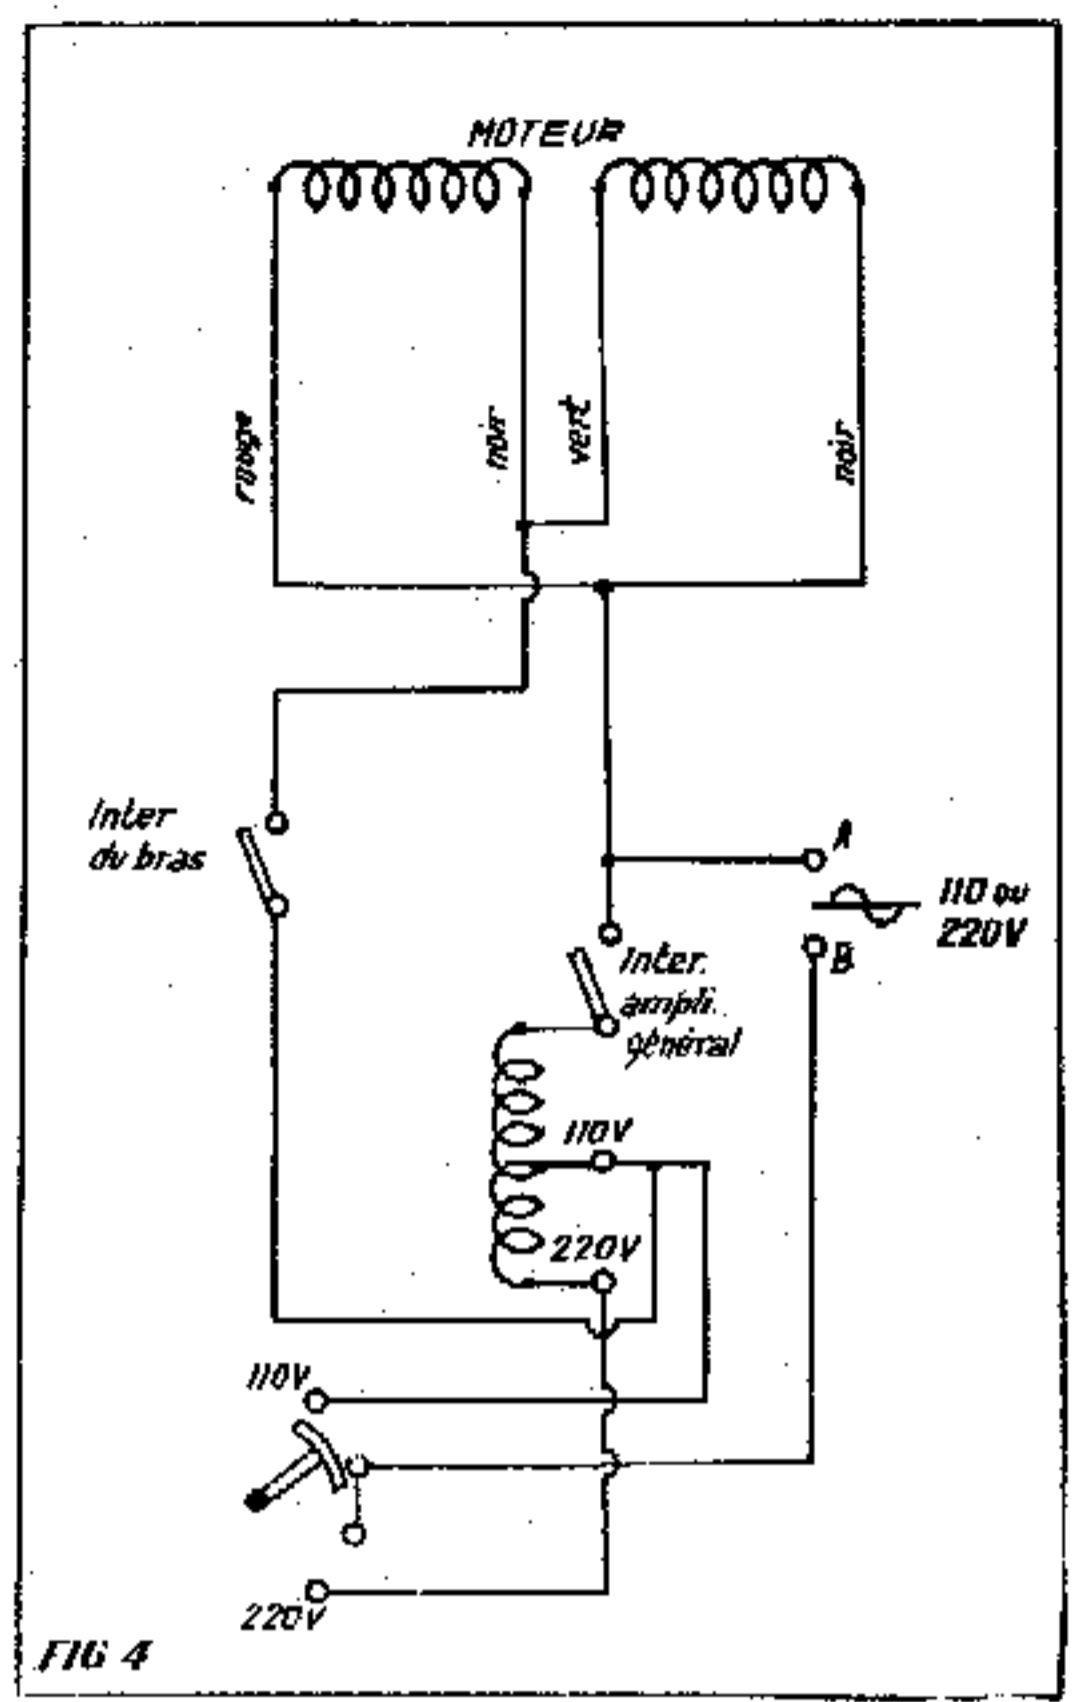 MOTEUR
rouge
noir
vert
noir
Inter
du bras
A
110 ou
220V
B
Inter.
ampli.
général
110V
220V
110V
220V
FIG 4